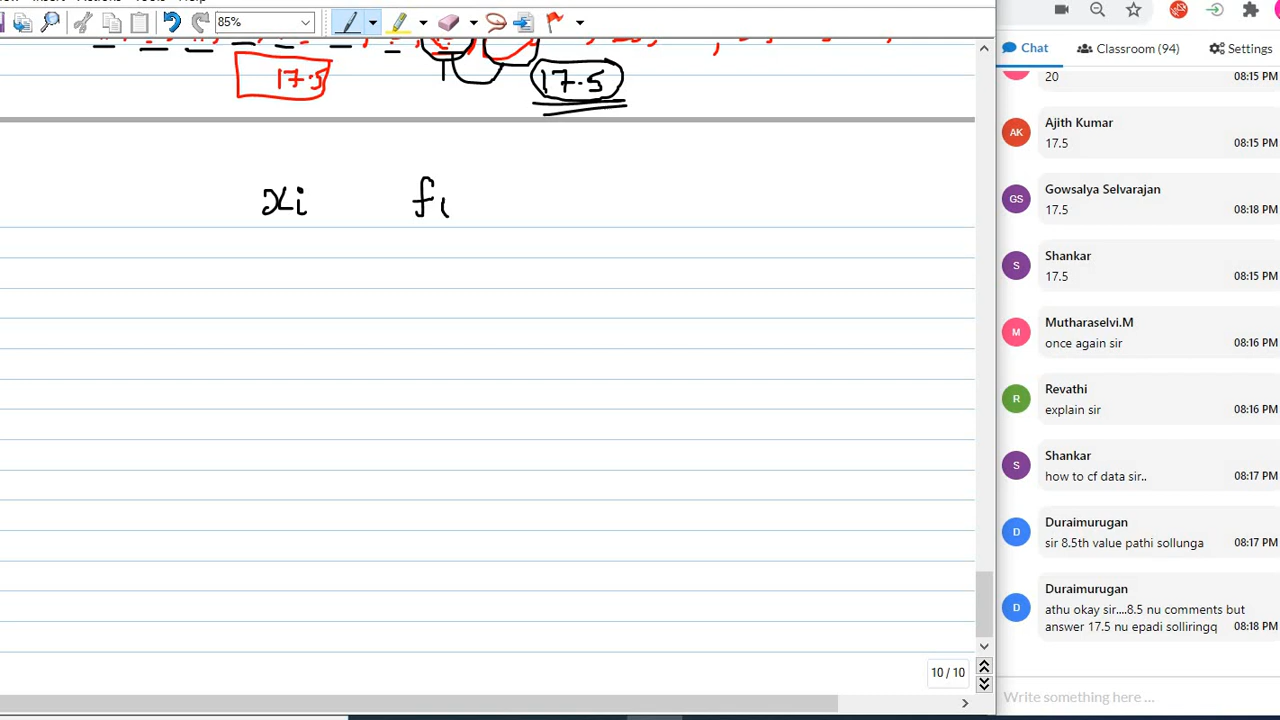 85%
17.5
17.5
xi fi
10 / 10
Chat
Classroom (94)
Settings
20
08:15 PM
AK
Ajith Kumar
17.5
08:15 PM
GS
Gowsalya Selvarajan
17.5
08:18 PM
S
Shankar
17.5
08:15 PM
M
Mutharaselvi.M
once again sir
08:16 PM
R
Revathi
explain sir
08:16 PM
S
Shankar
how to cf data sir..
08:17 PM
D
Duraimurugan
sir 8.5th value pathi sollunga
08:17 PM
D
Duraimurugan
athu okay sir....8.5 nu comments but
answer 17.5 nu epadi solliringq
08:18 PM
Write something here ...